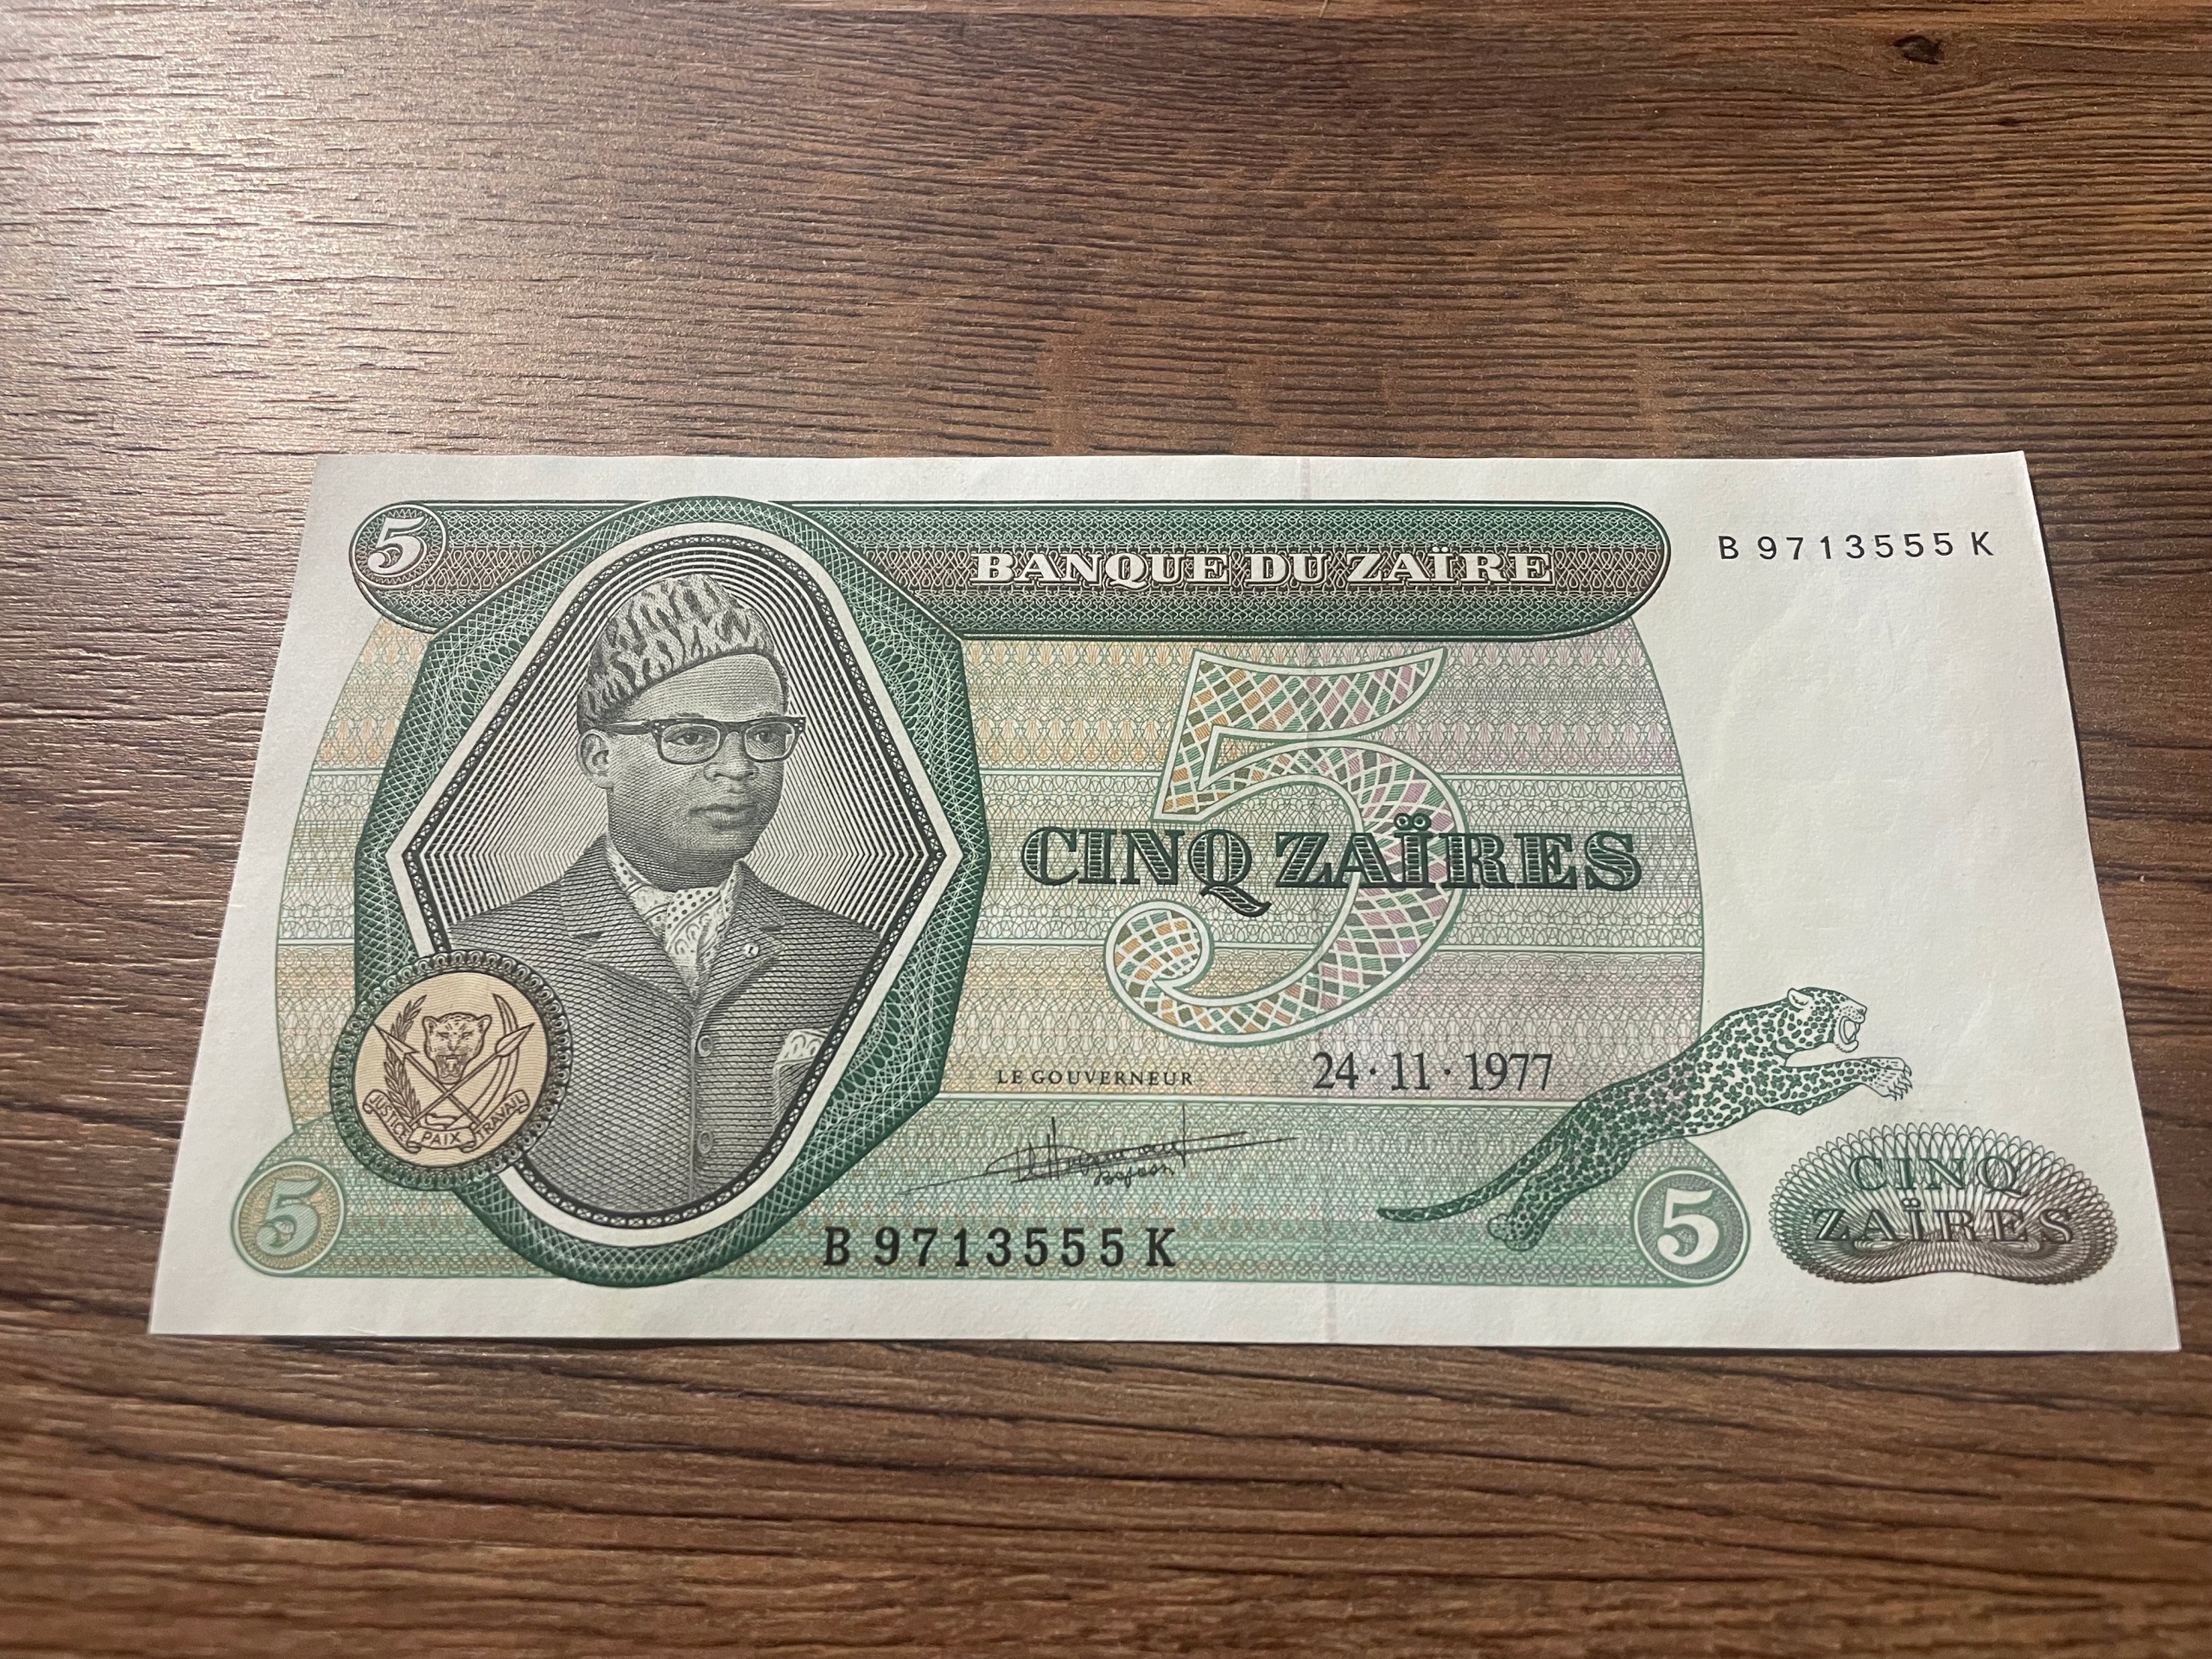 5
BANQUE DU ZAÏRE
B 9713555 K
5
CINQ ZAÏRES
LE GOUVERNEUR
24·11·1977
JUSTICE PAIX TRAVAIL
5
B 9713555 K
5
CINQ
ZAÏRES